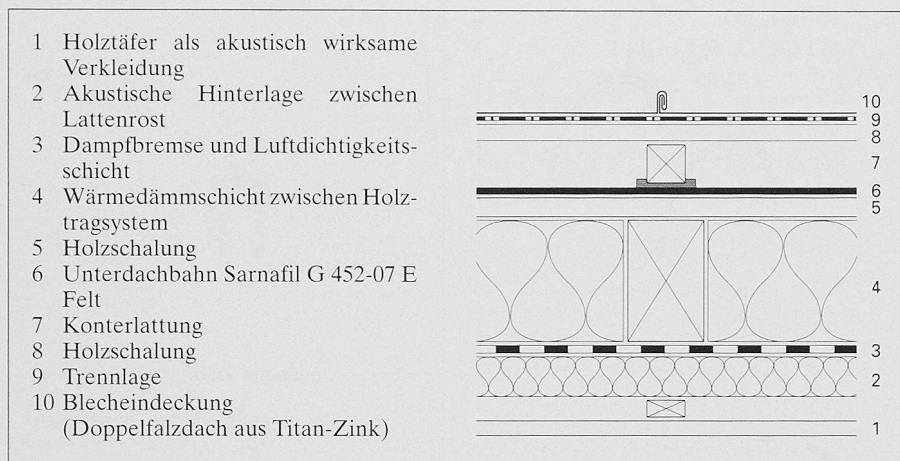 1 Holztäfer als akustisch wirksame
Verkleidung
2 Akustische Hinterlage zwischen
Lattenrost
3 Dampfbremse und Luftdichtigkeits-
schicht
4 Wärmedämmschicht zwischen Holz-
tragsystem
5 Holzschalung
6 Unterdachbahn Sarnafil G 452-07 E
Felt
7 Konterlattung
8 Holzschalung
9 Trennlage
10 Blecheindeckung
(Doppelfalzdach aus Titan-Zink)
10
9
8
7
6
5
4
3
2
1